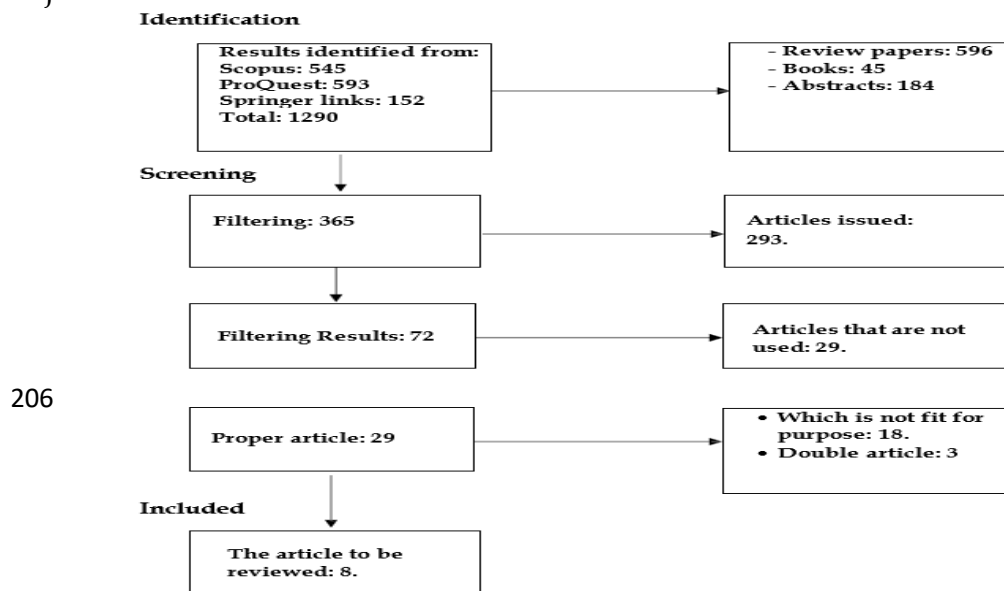 Identification
Results identified from:
Scopus: 545
ProQuest: 593
Springer links: 152
Total: 1290
- Review papers: 596
- Books: 45
- Abstracts: 184
Screening
Filtering: 365
Articles issued:
293.
Filtering Results: 72
Articles that are not
used: 29.
206
Proper article: 29
• Which is not fit for
purpose: 18.
• Double article: 3
Included
The article to be
reviewed: 8.